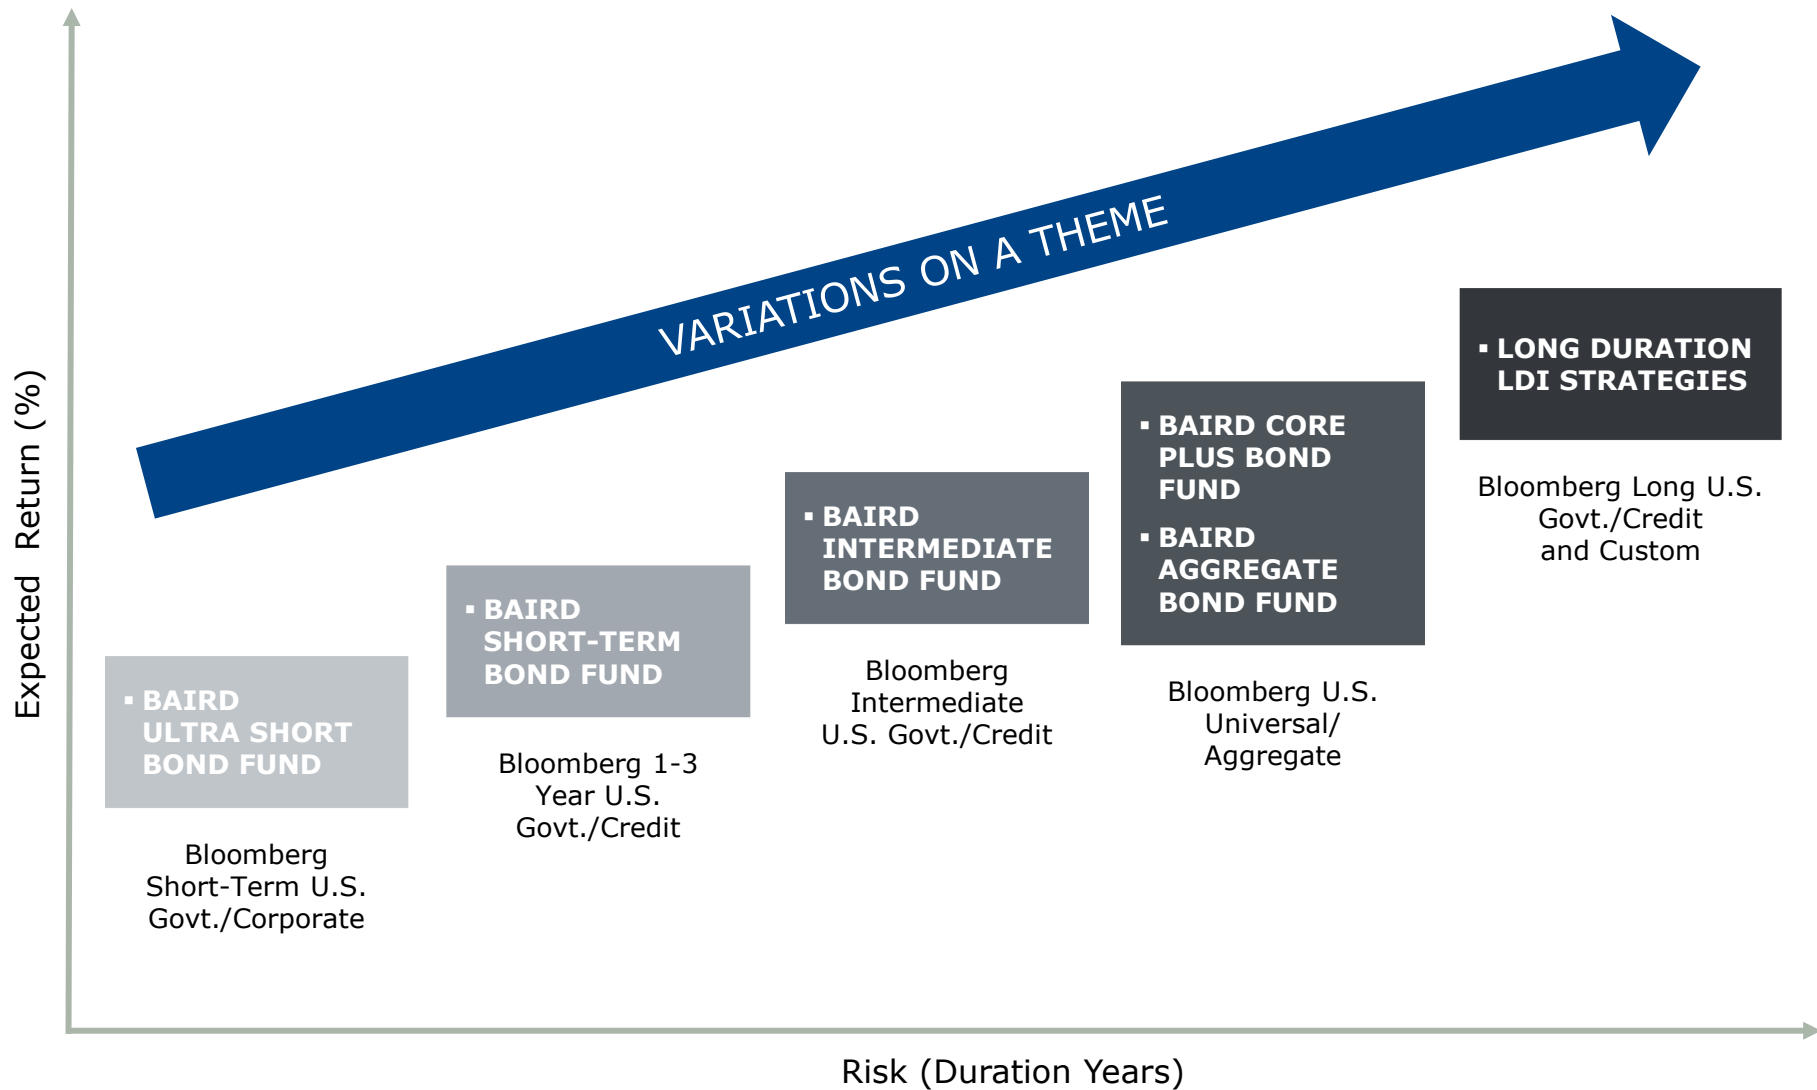 VARIATIONS ON A THEME
Expected Return (%)
▪ BAIRD
ULTRA SHORT
BOND FUND
Bloomberg
Short-Term U.S.
Govt./Corporate
▪ BAIRD
SHORT-TERM
BOND FUND
Bloomberg 1-3
Year U.S.
Govt./Credit
▪ BAIRD
INTERMEDIATE
BOND FUND
Bloomberg
Intermediate
U.S. Govt./Credit
▪ BAIRD CORE
PLUS BOND
FUND
▪ BAIRD
AGGREGATE
BOND FUND
Bloomberg U.S.
Universal/
Aggregate
▪ LONG DURATION
LDI STRATEGIES
Bloomberg Long U.S.
Govt./Credit
and Custom
Risk (Duration Years)